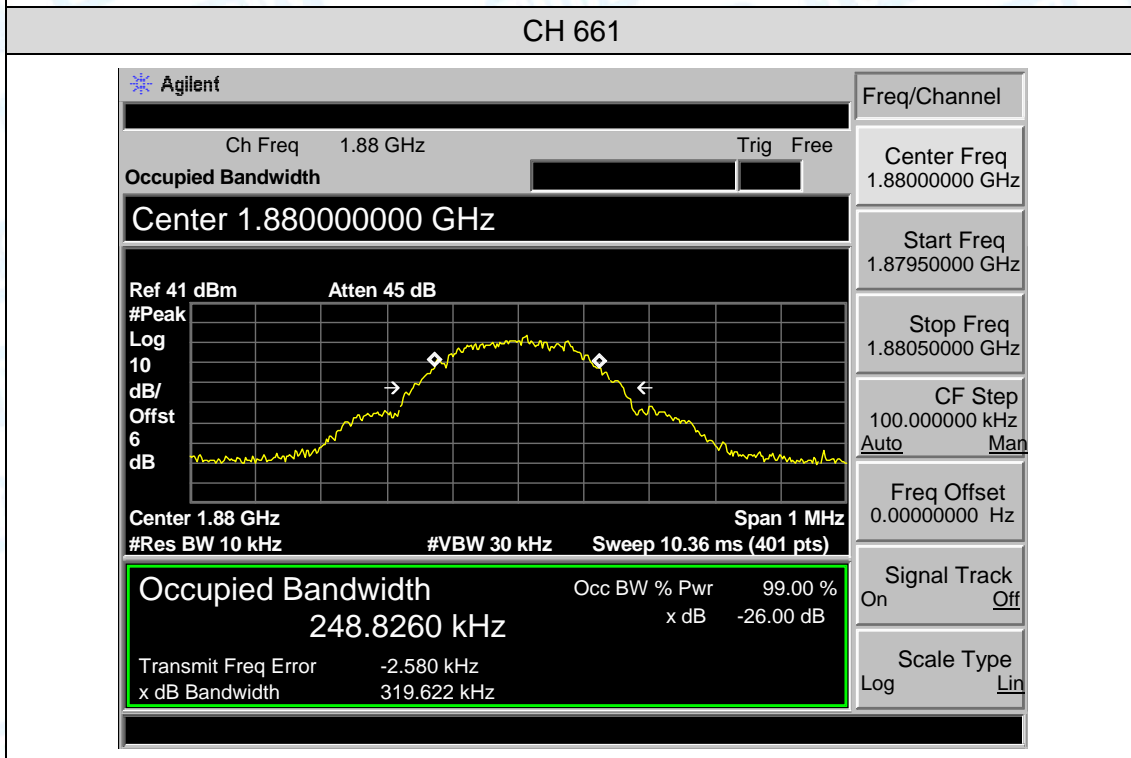 CH 661
Agilent
Freq/Channel
Ch Freq 1.88 GHz Trig Free
Occupied Bandwidth
Center 1.880000000 GHz
Ref 41 dBm Atten 45 dB
#Peak
Log
10
dB/
Offst
6
dB
Center 1.88 GHz Span 1 MHz
#Res BW 10 kHz #VBW 30 kHz Sweep 10.36 ms (401 pts)
Occupied Bandwidth Occ BW % Pwr 99.00 %
248.8260 kHz x dB -26.00 dB
Transmit Freq Error -2.580 kHz
x dB Bandwidth 319.622 kHz
Center Freq
1.88000000 GHz
Start Freq
1.87950000 GHz
Stop Freq
1.88050000 GHz
CF Step
100.000000 kHz
Auto Man
Freq Offset
0.00000000 Hz
Signal Track
On Off
Scale Type
Log Lin